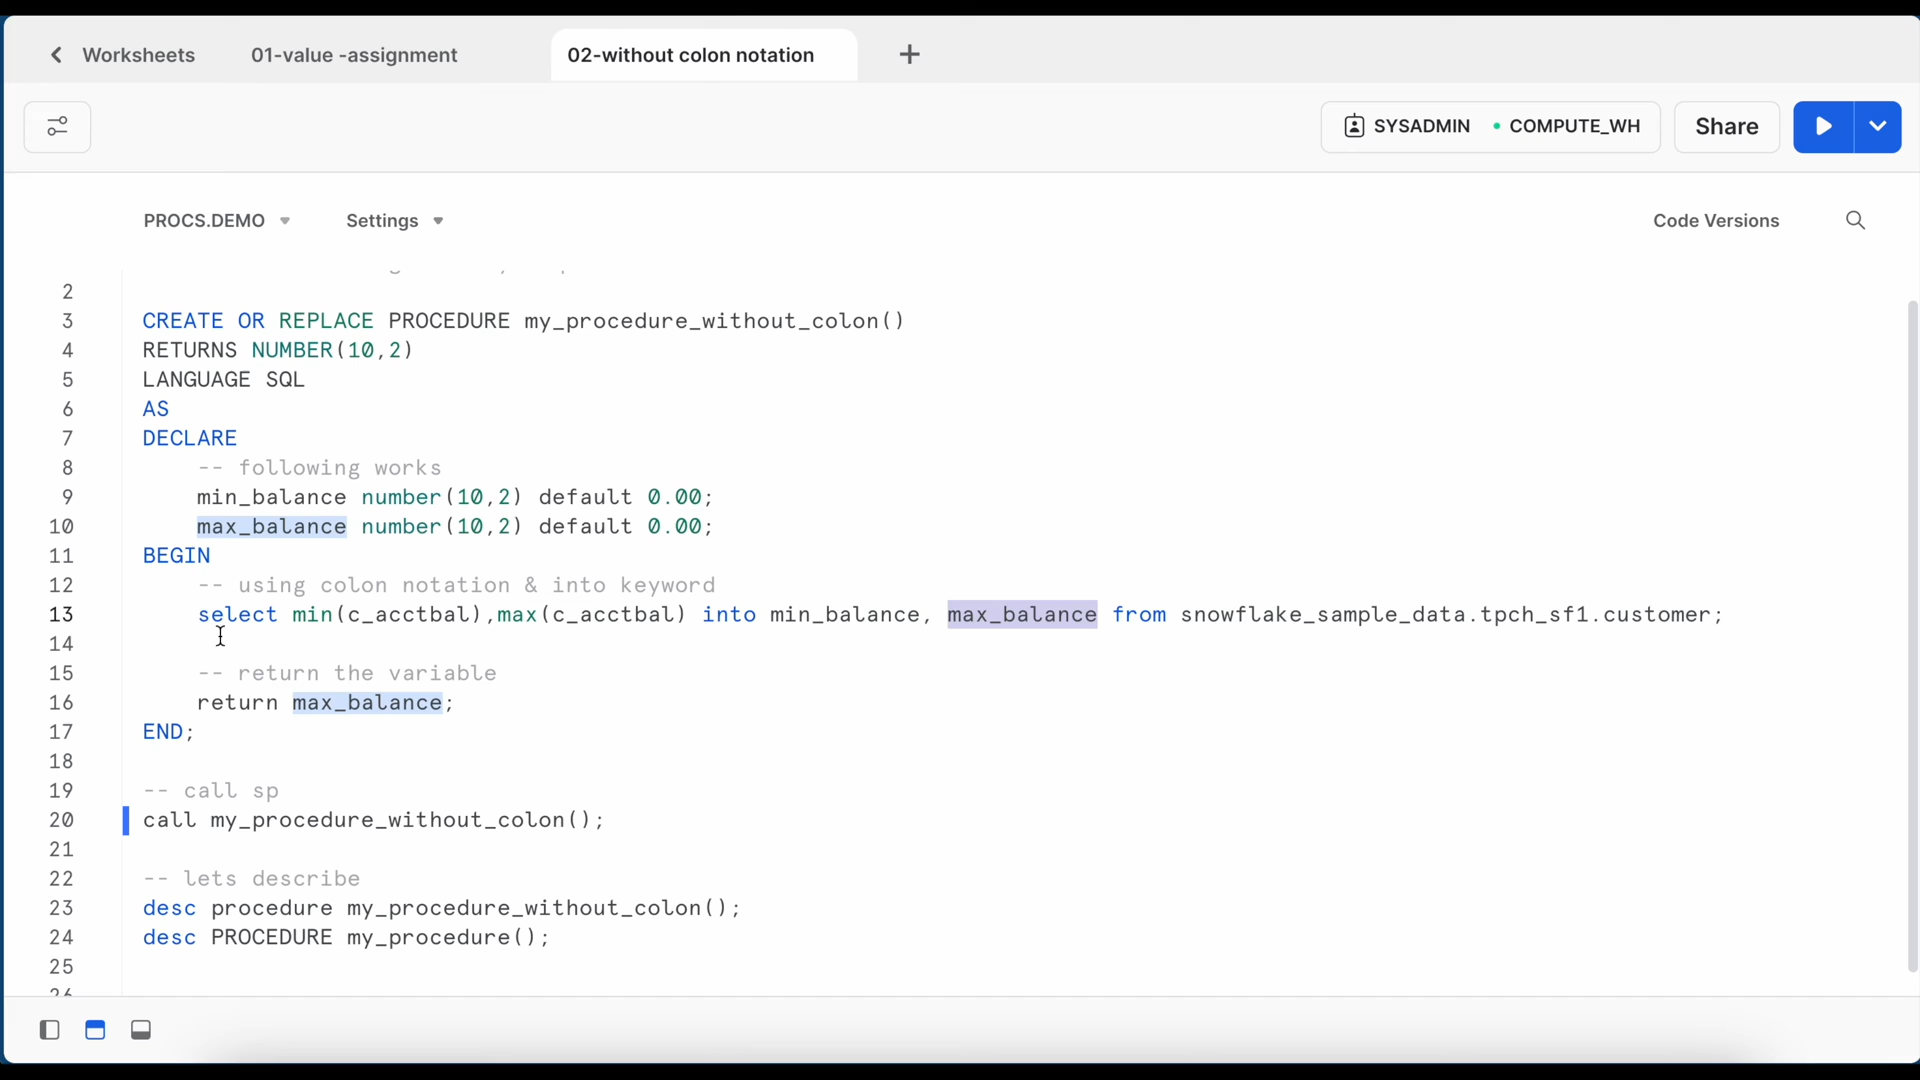 Worksheets 01-value -assignment 02-without colon notation +
SYSADMIN • COMPUTE_WH Share
PROCS.DEMO Settings Code Versions
2
3 CREATE OR REPLACE PROCEDURE my_procedure_without_colon()
4 RETURNS NUMBER(10,2)
5 LANGUAGE SQL
6 AS
7 DECLARE
8 -- following works
9 min_balance number(10,2) default 0.00;
10 max_balance number(10,2) default 0.00;
11 BEGIN
12 -- using colon notation & into keyword
13 select min(c_acctbal),max(c_acctbal) into min_balance, max_balance from snowflake_sample_data.tpch_sf1.customer;
14
15 -- return the variable
16 return max_balance;
17 END;
18
19 -- call sp
20 call my_procedure_without_colon();
21
22 -- lets describe
23 desc procedure my_procedure_without_colon();
24 desc PROCEDURE my_procedure();
25
26